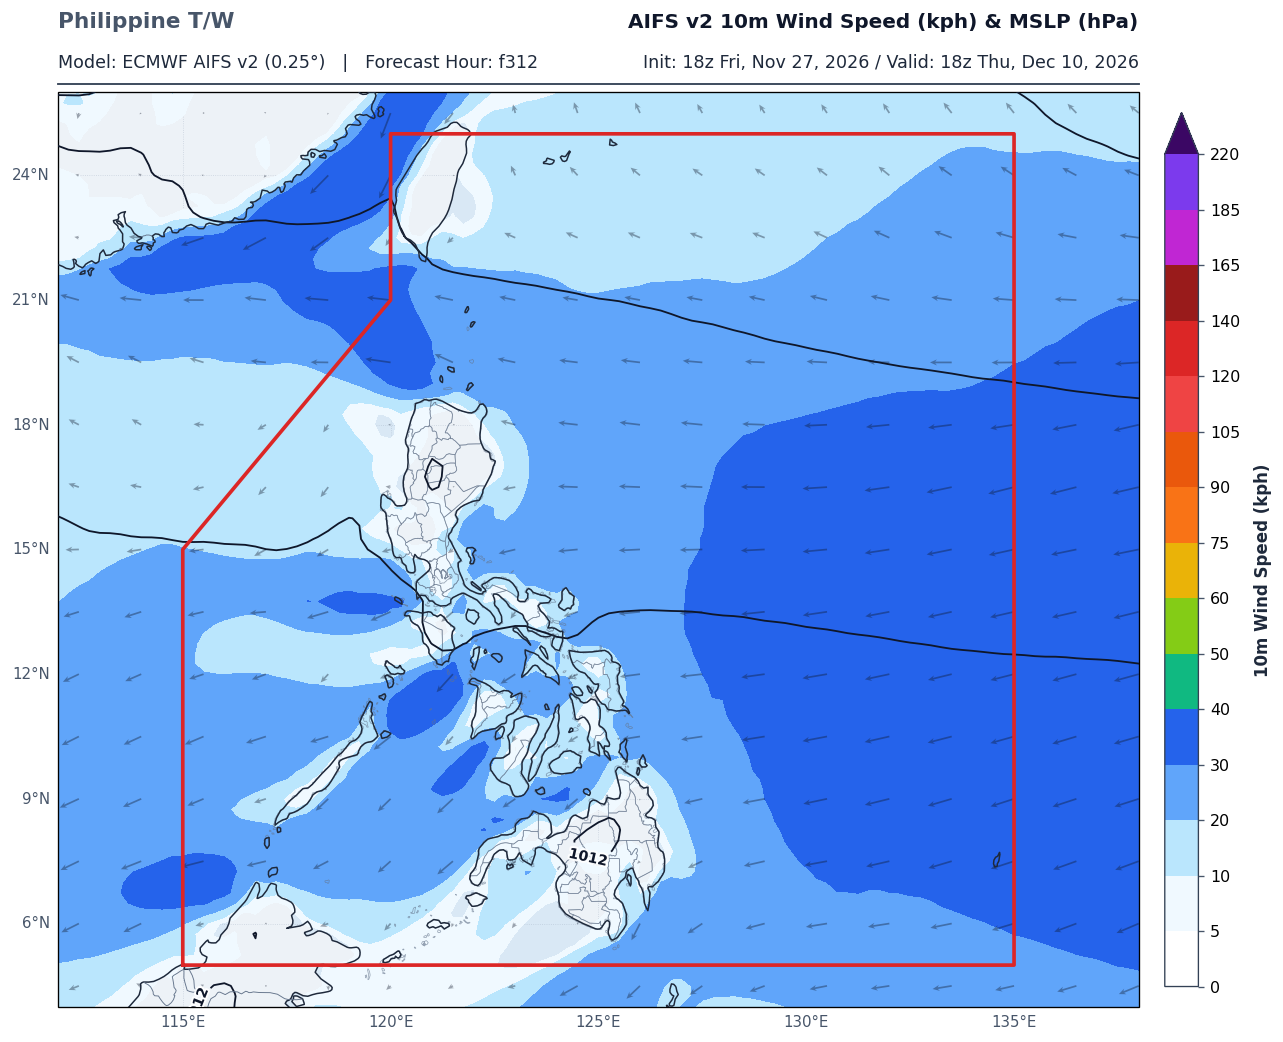 Philippine T/W
AIFS v2 10m Wind Speed (kph) & MSLP (hPa)
Model: ECMWF AIFS v2 (0.25°) | Forecast Hour: f312
Init: 18z Fri, Nov 27, 2026 / Valid: 18z Thu, Dec 10, 2026
24°N
21°N
18°N
15°N
12°N
9°N
6°N
1012
12
115°E
120°E
125°E
130°E
135°E
220
185
165
140
120
105
90
75
60
50
40
30
20
10
5
0
10m Wind Speed (kph)